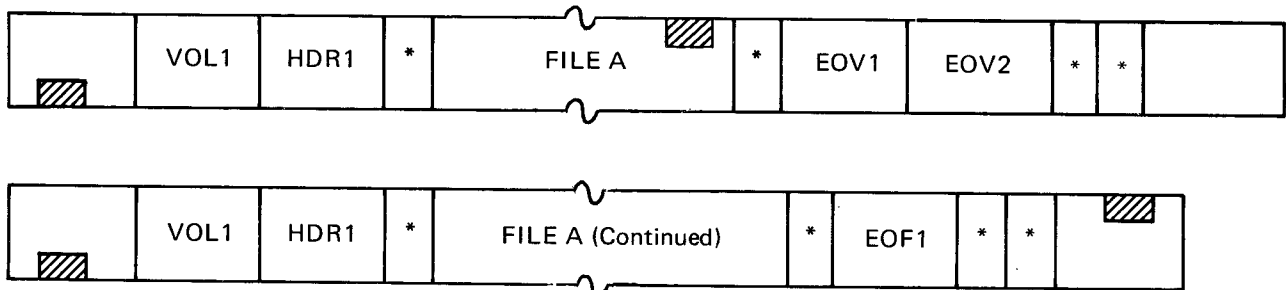 VOL1 HDR1 * FILE A * EOV1 EOV2 * *
VOL1 HDR1 * FILE A (Continued) * EOF1 * *